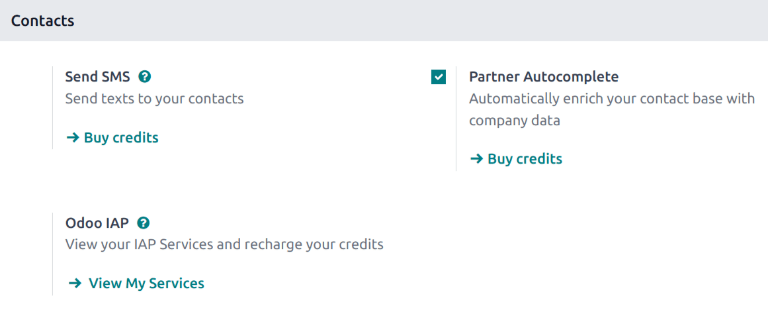 Contacts
Send SMS ?
Send texts to your contacts
→ Buy credits
Partner Autocomplete
Automatically enrich your contact base with
company data
→ Buy credits
Odoo IAP ?
View your IAP Services and recharge your credits
→ View My Services